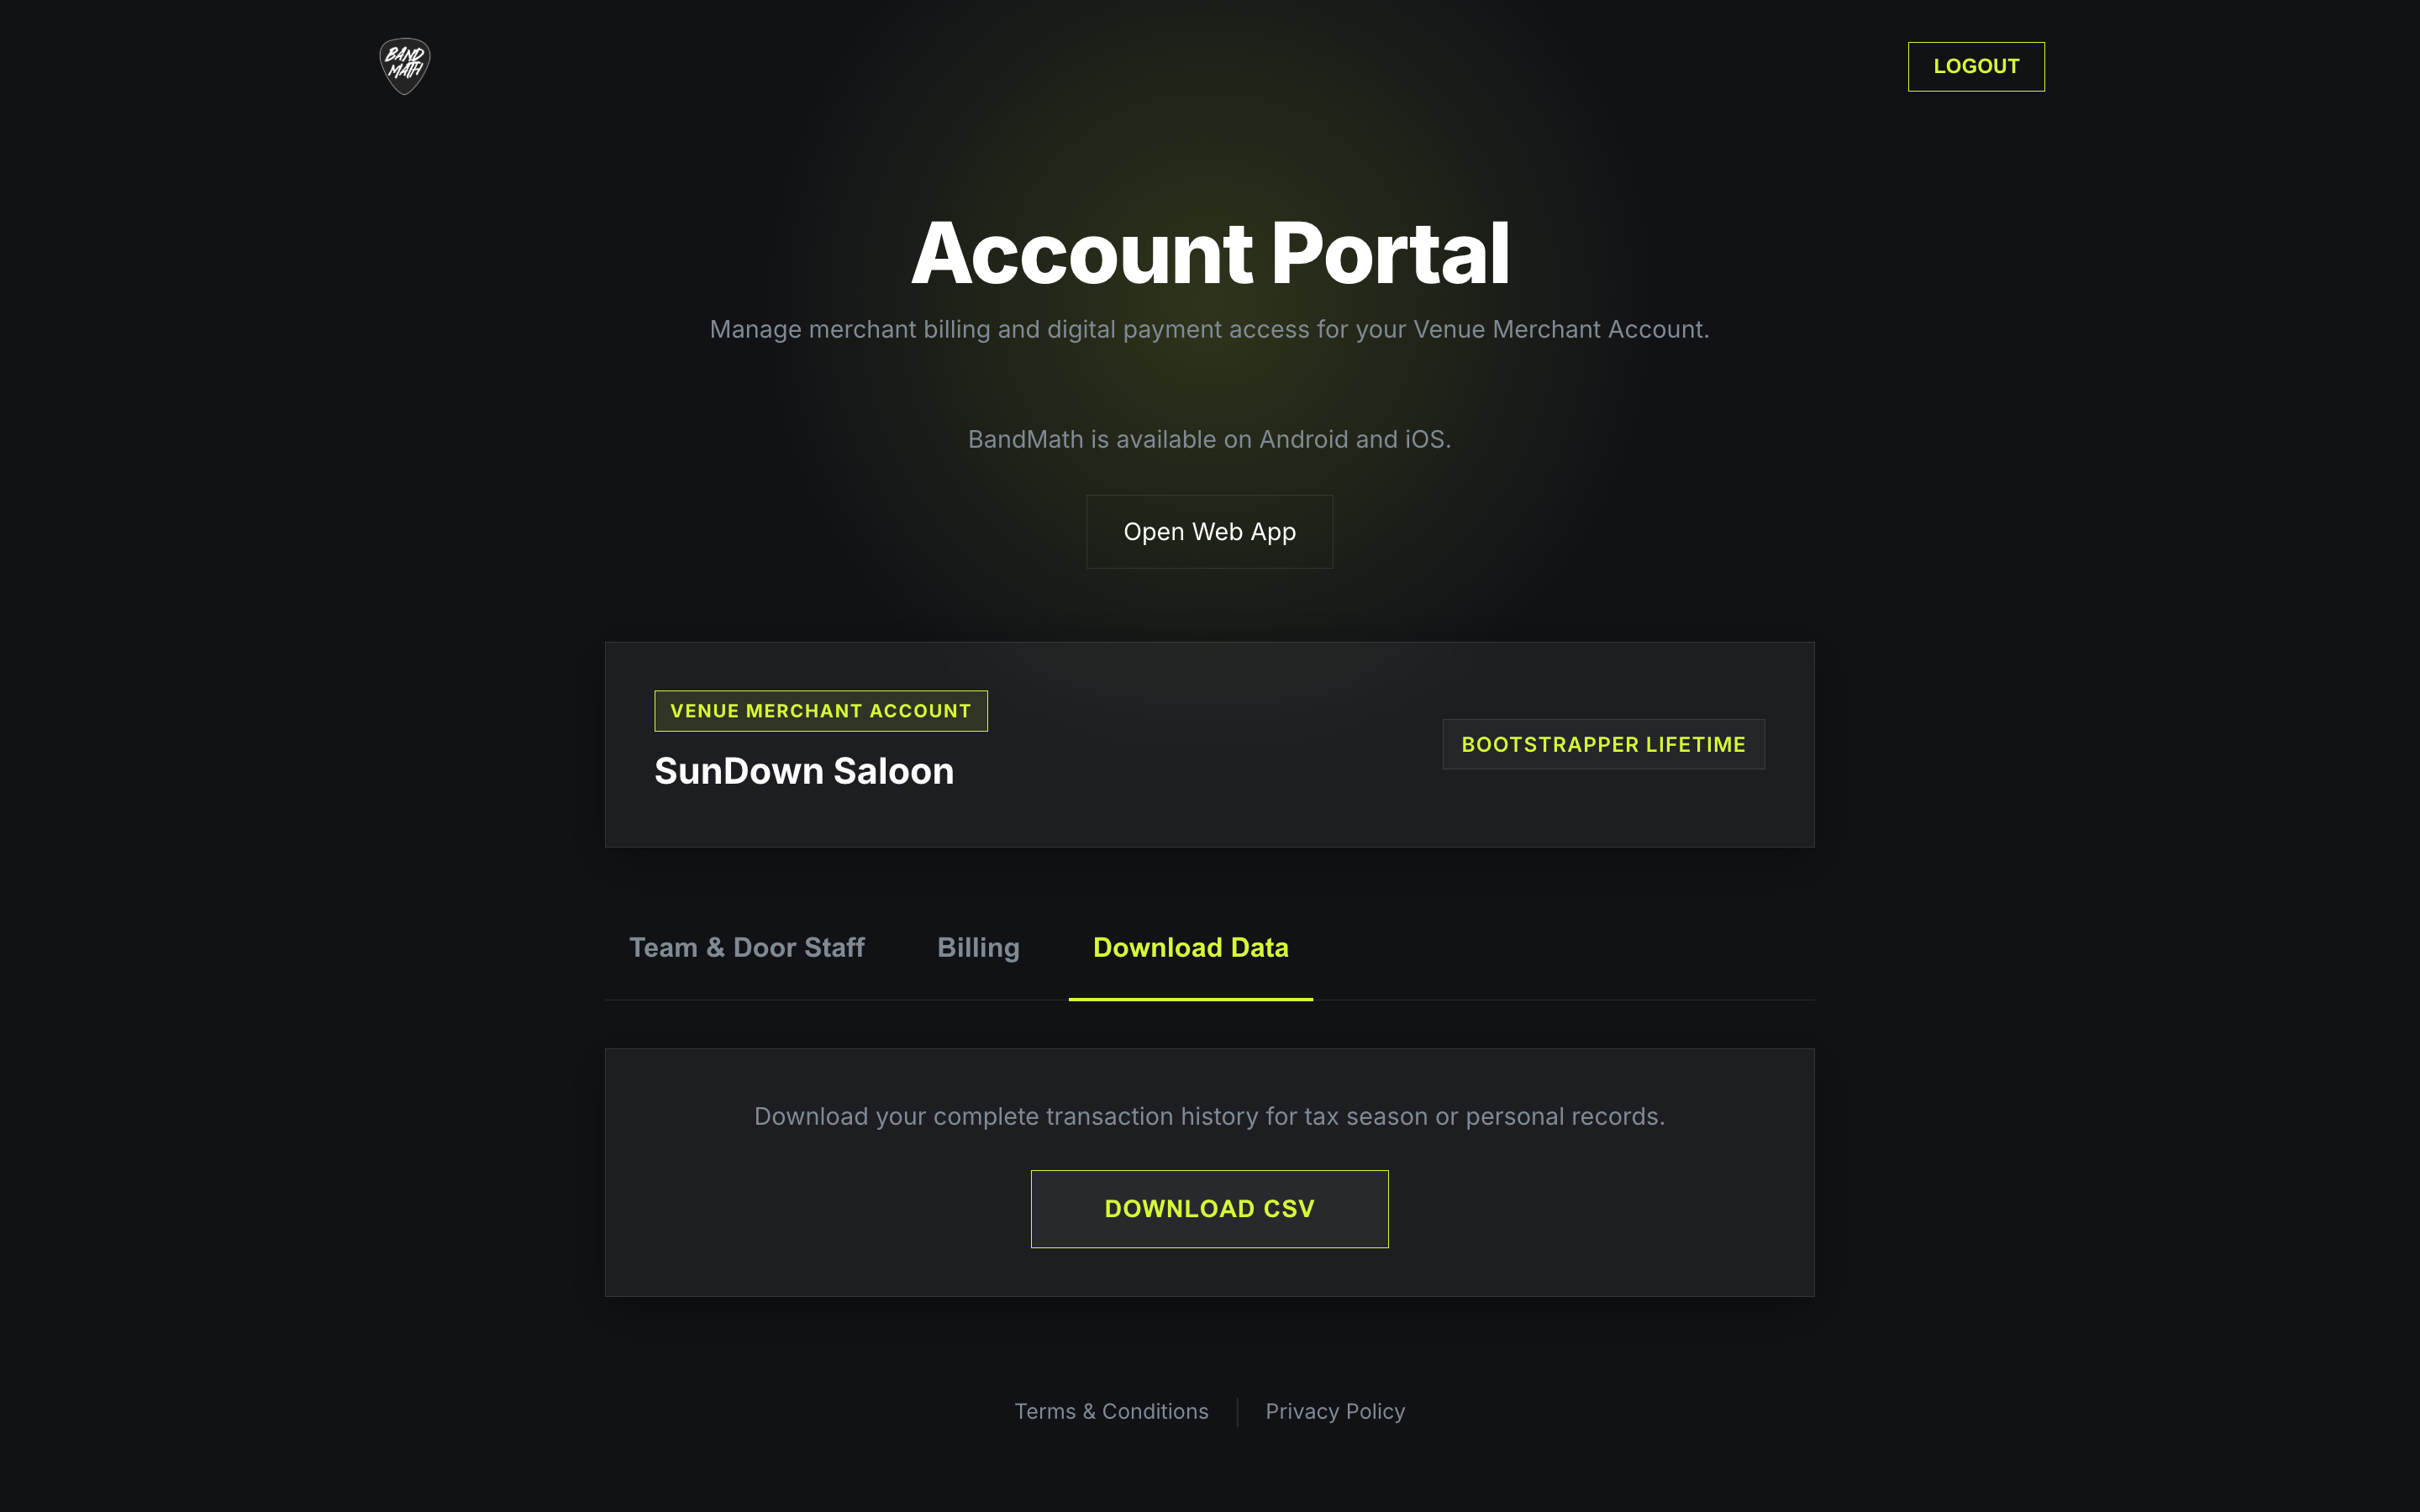 BAND
MATH
LOGOUT
Account Portal
Manage merchant billing and digital payment access for your Venue Merchant Account.
BandMath is available on Android and iOS.
Open Web App
VENUE MERCHANT ACCOUNT
SunDown Saloon
BOOTSTRAPPER LIFETIME
Team & Door Staff
Billing
Download Data
Download your complete transaction history for tax season or personal records.
DOWNLOAD CSV
Terms & Conditions
Privacy Policy